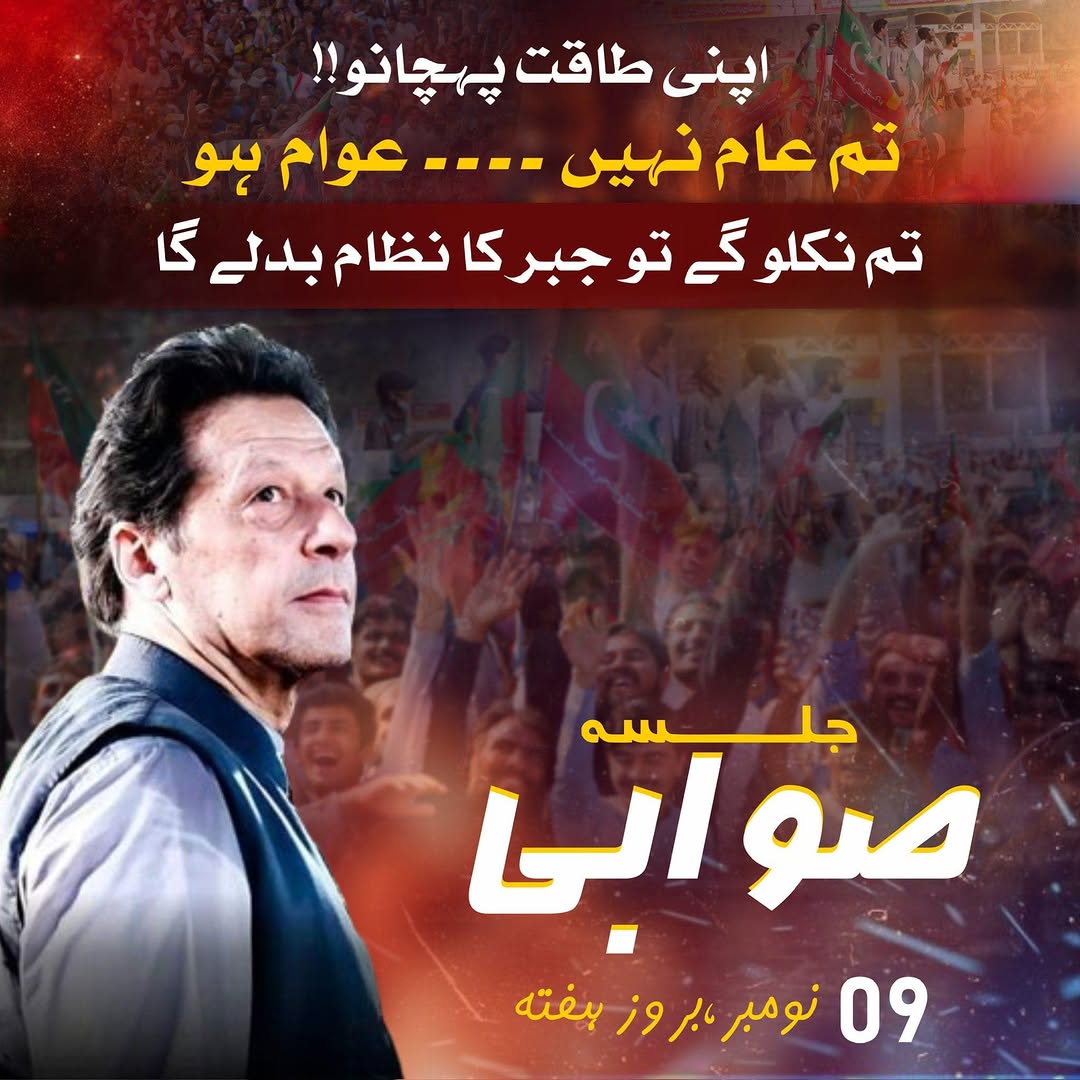 اپنی طاقت پہچانو!!
تم عام نہیں ---- عوام ہو
تم نکلو گے تو جبر کا نظام بدلے گا
جلسہ
صوابی
09 نومبر، بروز ہفتہ